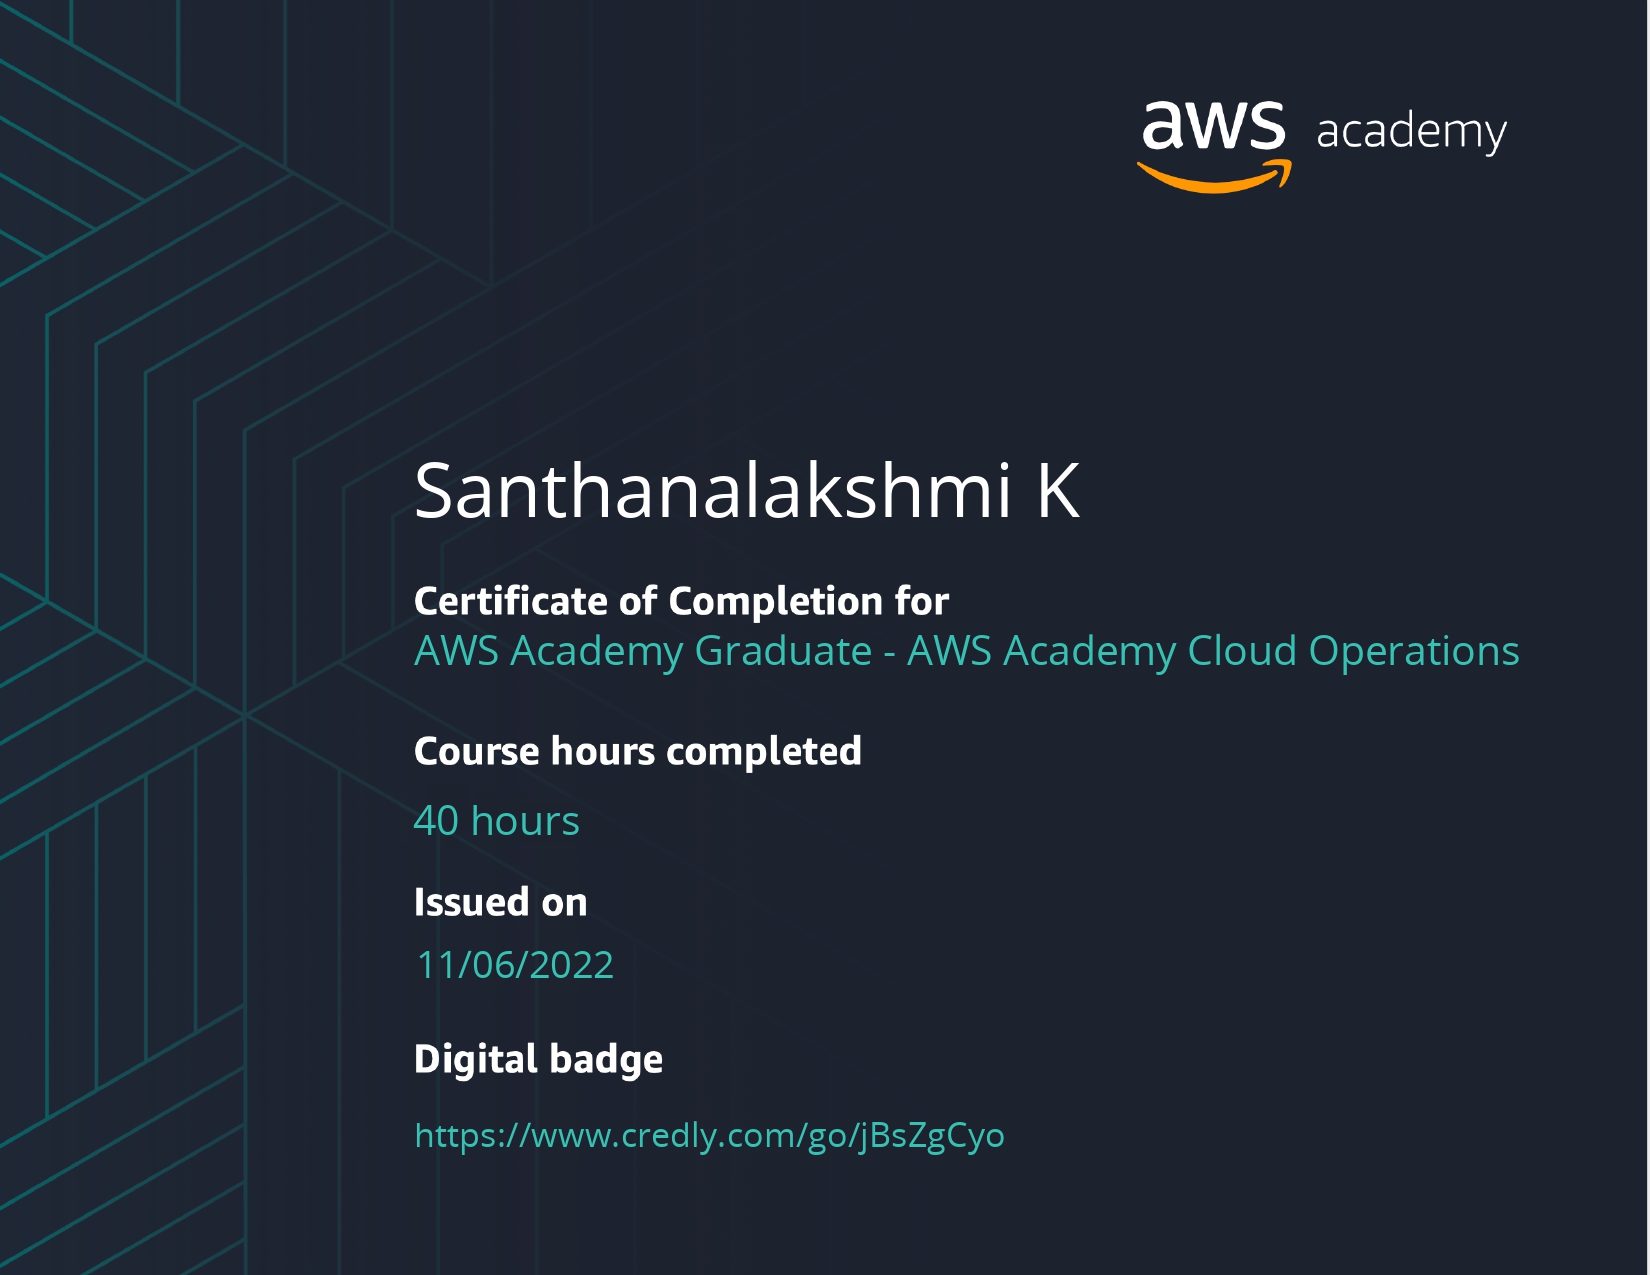 aws academy
Santhanalakshmi K
Certificate of Completion for
AWS Academy Graduate - AWS Academy Cloud Operations
Course hours completed
40 hours
Issued on
11/06/2022
Digital badge
https://www.credly.com/go/jBsZgCyo